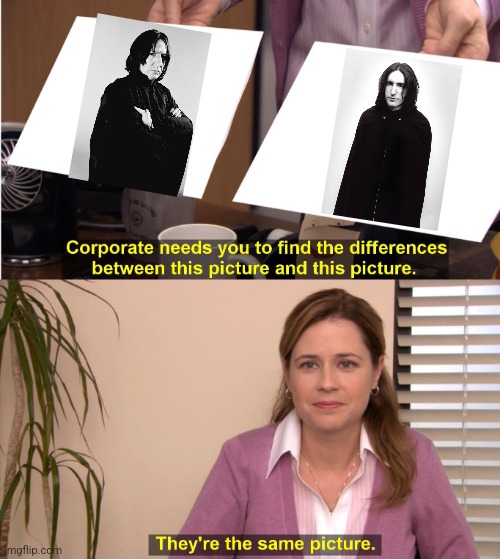 Corporate needs you to find the differences
between this picture and this picture.
They're the same picture.
imgflip.com